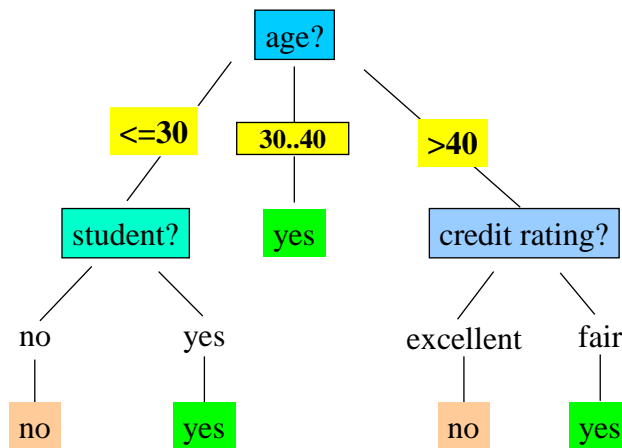 age?
<=30
30..40
>40
student?
yes
credit rating?
no
yes
excellent
fair
no
yes
no
yes